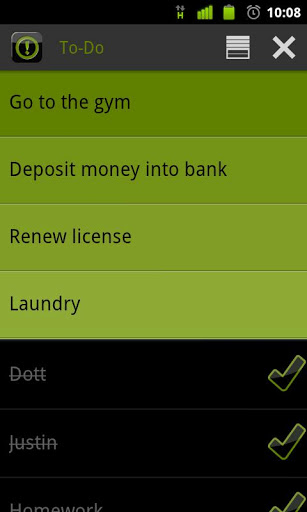 H 10:08
To-Do
Go to the gym
Deposit money into bank
Renew license
Laundry
Dott
Justin
Homework